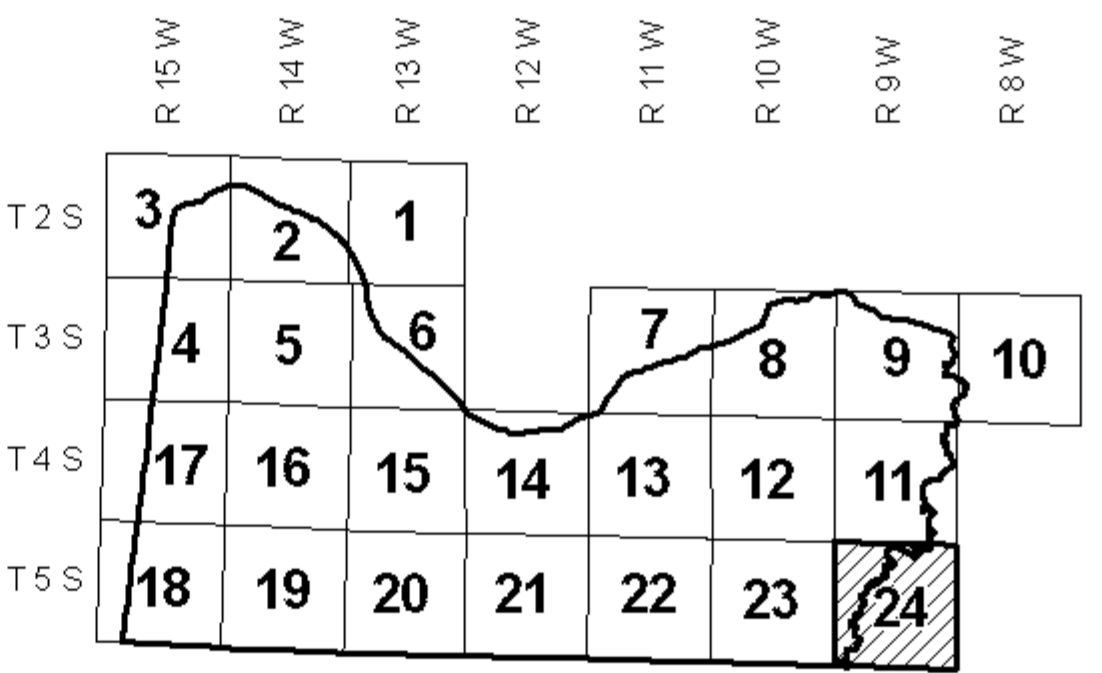 R 15 W R 14 W R 13 W R 12 W R 11 W R 10 W R 9 W R 8 W
T 2 S 3 2 1
T 3 S 4 5 6 7 8 9 10
T 4 S 17 16 15 14 13 12 11
T 5 S 18 19 20 21 22 23 24